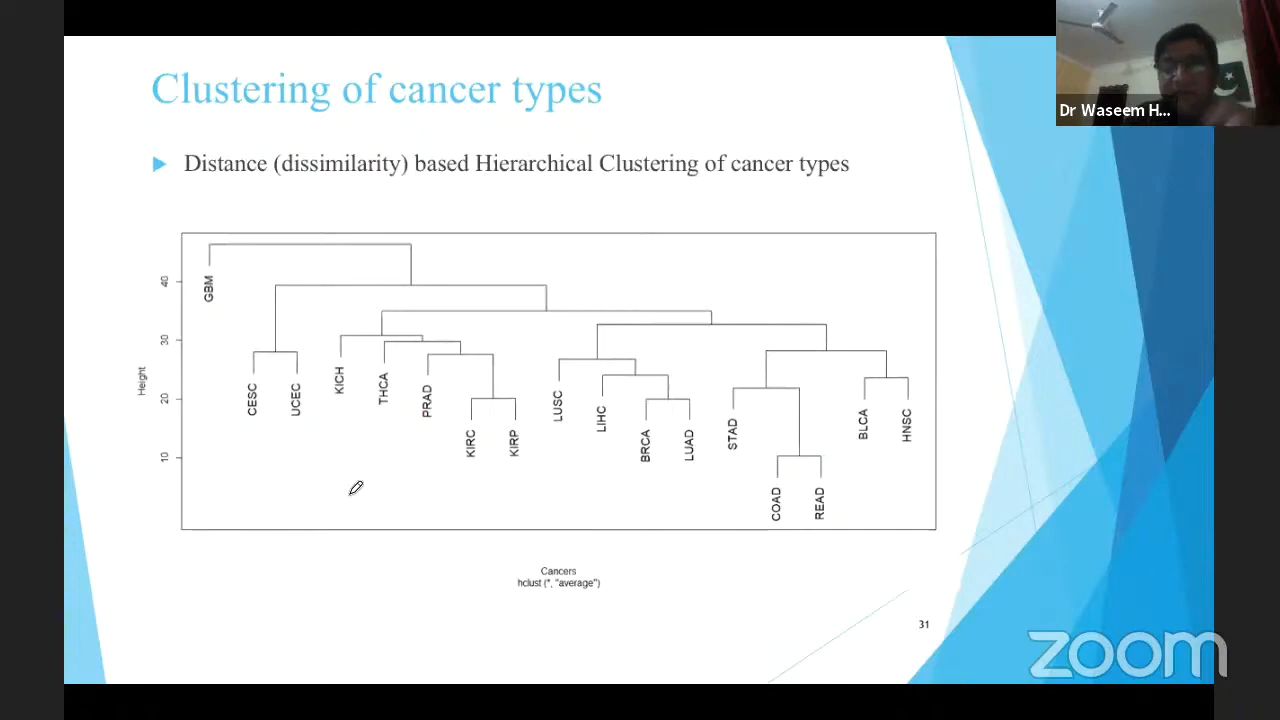 Clustering of cancer types
Dr Waseem H...
Distance (dissimilarity) based Hierarchical Clustering of cancer types
Height
40
30
20
10
GBM
CESC
UCEC
KICH
THCA
PRAD
KIRC
KIRP
LUSC
LIHC
BRCA
LUAD
STAD
COAD
READ
BLCA
HNSC
Cancers
hclust (*, "average")
31
zoom